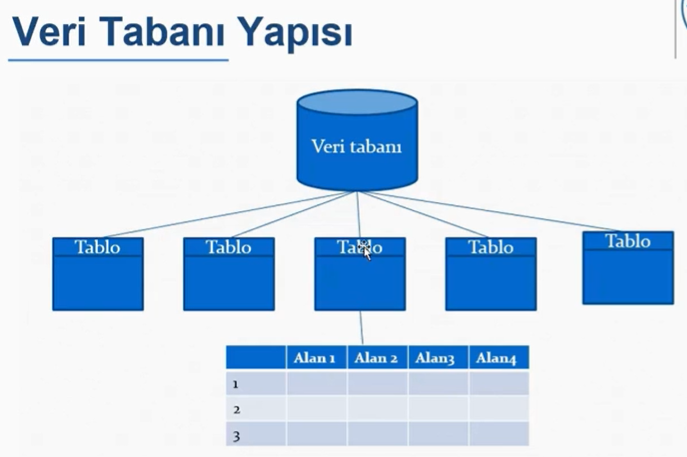 Veri Tabanı Yapısı
Veri tabanı
Tablo Tablo Tablo Tablo Tablo
Alan 1 Alan 2 Alan3 Alan4
1
2
3